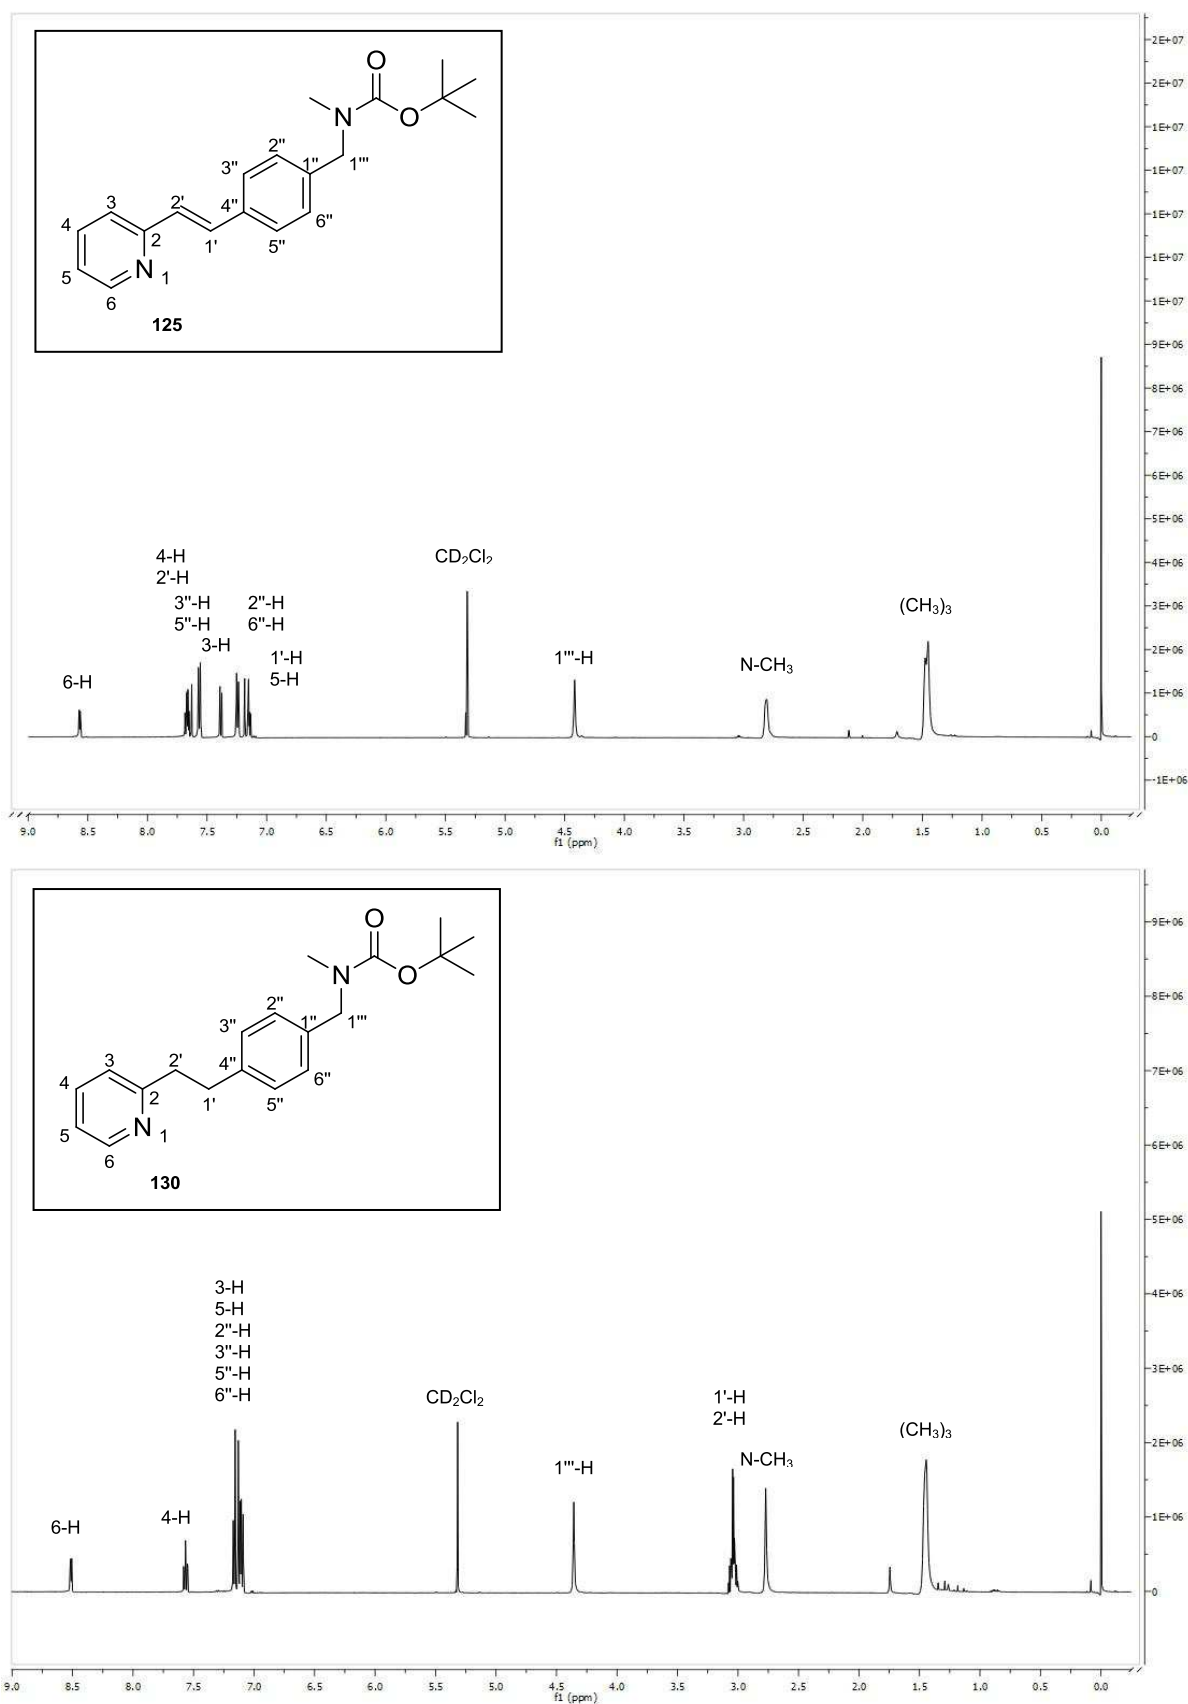 O
N
O
2''
3''
1''
1'''
3
2'
4''
6''
4
2
1'
5''
5
N
1
6
125
2E+07
2E+07
1E+07
1E+07
1E+07
1E+07
1E+07
9E+06
8E+06
7E+06
6E+06
5E+06
4E+06
3E+06
2E+06
1E+06
0
-1E+06
4-H
2'-H
3''-H
5''-H
3-H
6-H
2''-H
6''-H
1'-H
5-H
CD2Cl2
1'''-H
N-CH3
(CH3)3
9.0 8.5 8.0 7.5 7.0 6.5 6.0 5.5 5.0 4.5 4.0 3.5 3.0 2.5 2.0 1.5 1.0 0.5 0.0
f1 (ppm)
O
N
O
2''
3''
1''
1'''
3
2'
4''
6''
4
2
1'
5''
5
N
1
6
130
9E+06
8E+06
7E+06
6E+06
5E+06
4E+06
3E+06
2E+06
1E+06
0
3-H
5-H
2''-H
3''-H
5''-H
6''-H
6-H
4-H
CD2Cl2
1'''-H
1'-H
2'-H
N-CH3
(CH3)3
9.0 8.5 8.0 7.5 7.0 6.5 6.0 5.5 5.0 4.5 4.0 3.5 3.0 2.5 2.0 1.5 1.0 0.5 0.0
f1 (ppm)